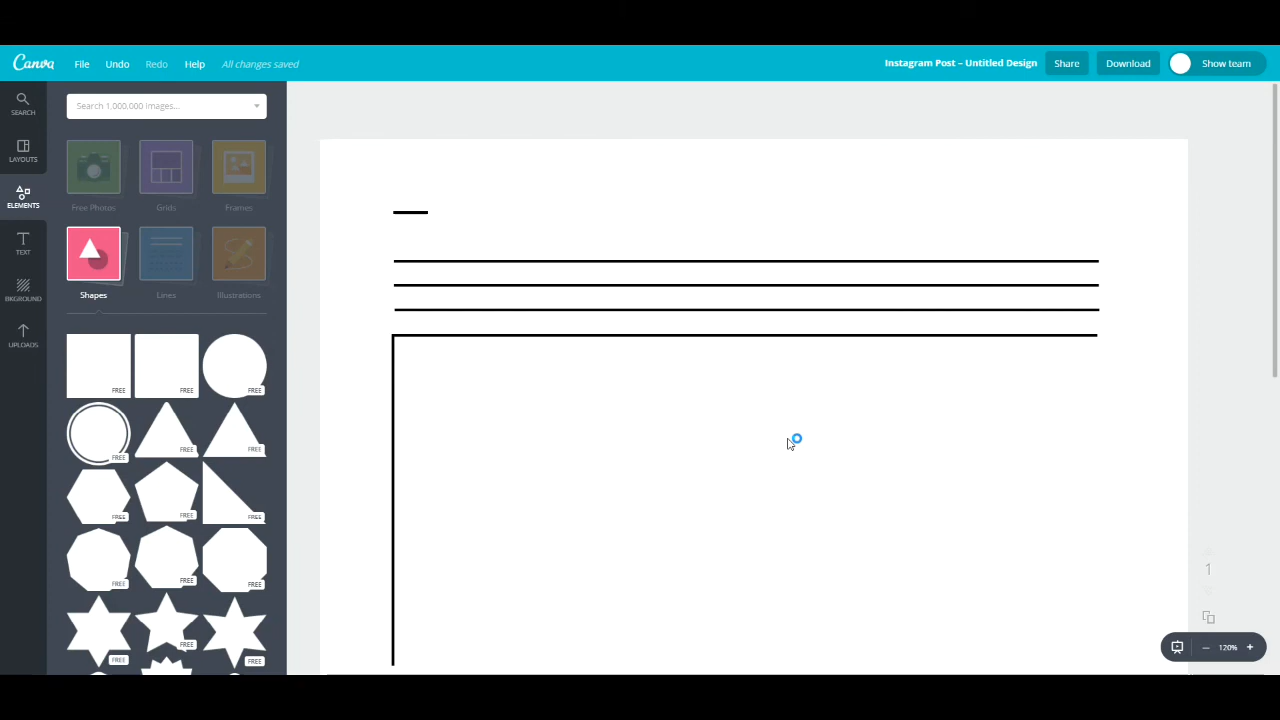 Canva File Undo Redo Help All changes saved Instagram Post – Untitled Design Share Download Show team
SEARCH
LAYOUTS
ELEMENTS
TEXT
BKGROUND
UPLOADS
Search 1,000,000 images...
Free Photos Grids Frames
Shapes Lines Illustrations
FREE FREE FREE
FREE FREE FREE
FREE FREE FREE
FREE FREE FREE
FREE FREE FREE
1
120%